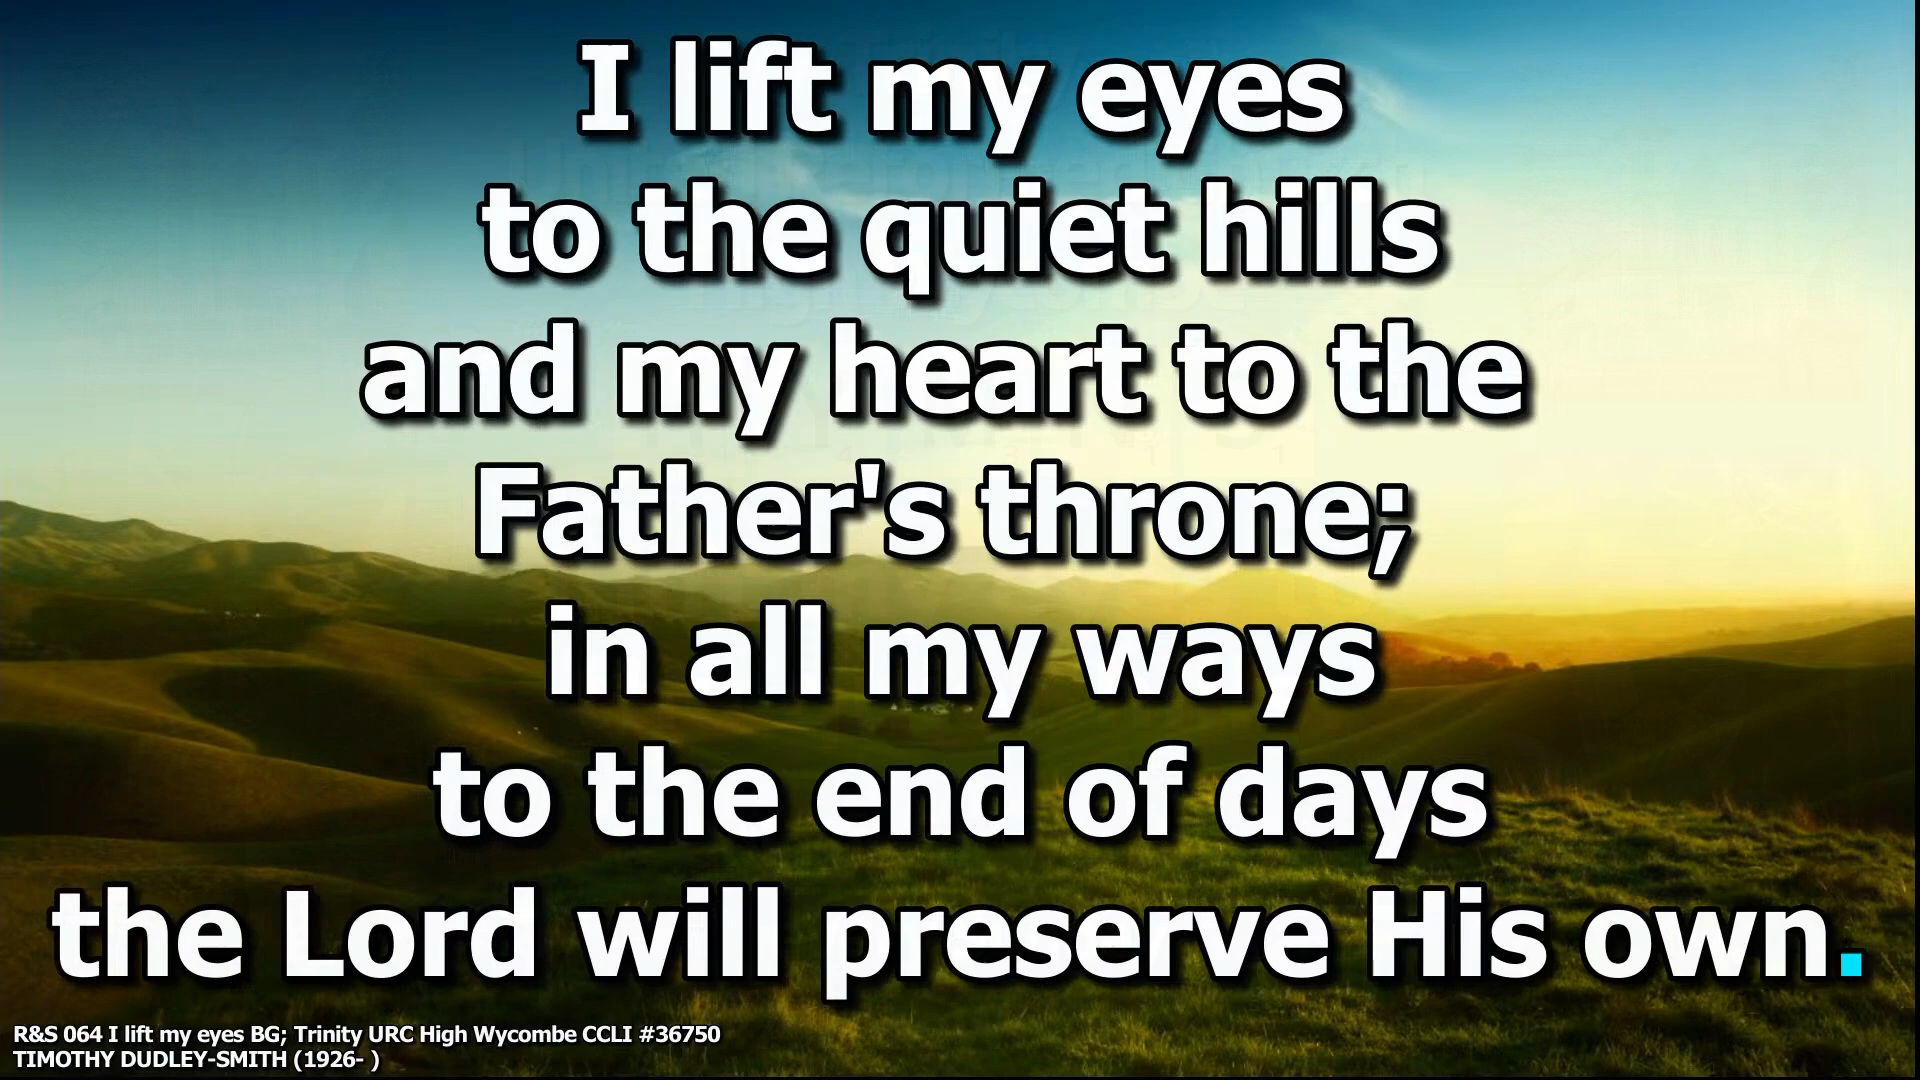 I lift my eyes
to the quiet hills
and my heart to the
Father's throne;
in all my ways
to the end of days
the Lord will preserve His own.
R&S 064 I lift my eyes BG; Trinity URC High Wycombe CCLI #36750
TIMOTHY DUDLEY-SMITH (1926- )